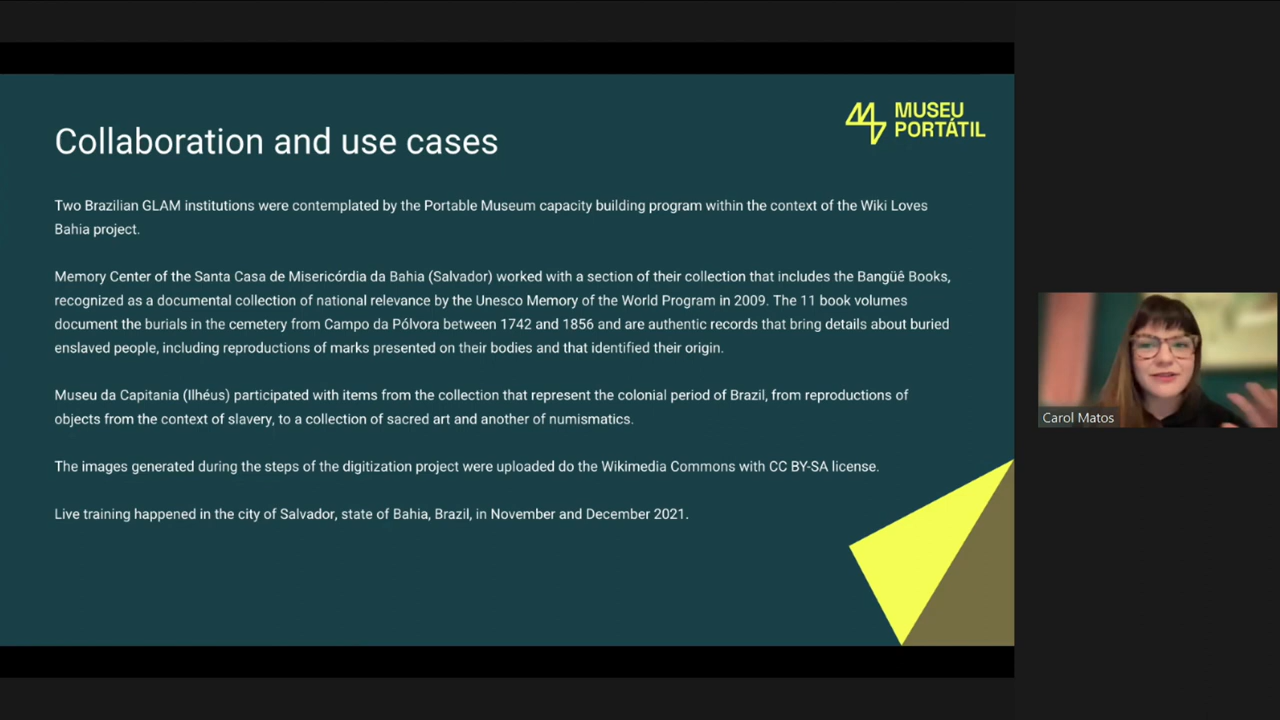 MUSEU
PORTÁTIL
Collaboration and use cases
Two Brazilian GLAM institutions were contemplated by the Portable Museum capacity building program within the context of the Wiki Loves
Bahia project.
Memory Center of the Santa Casa de Misericórdia da Bahia (Salvador) worked with a section of their collection that includes the Bangüê Books,
recognized as a documental collection of national relevance by the Unesco Memory of the World Program in 2009. The 11 book volumes
document the burials in the cemetery from Campo da Pólvora between 1742 and 1856 and are authentic records that bring details about buried
enslaved people, including reproductions of marks presented on their bodies and that identified their origin.
Museu da Capitania (Ilhéus) participated with items from the collection that represent the colonial period of Brazil, from reproductions of
objects from the context of slavery, to a collection of sacred art and another of numismatics.
The images generated during the steps of the digitization project were uploaded do the Wikimedia Commons with CC BY-SA license.
Live training happened in the city of Salvador, state of Bahia, Brazil, in November and December 2021.
Carol Matos